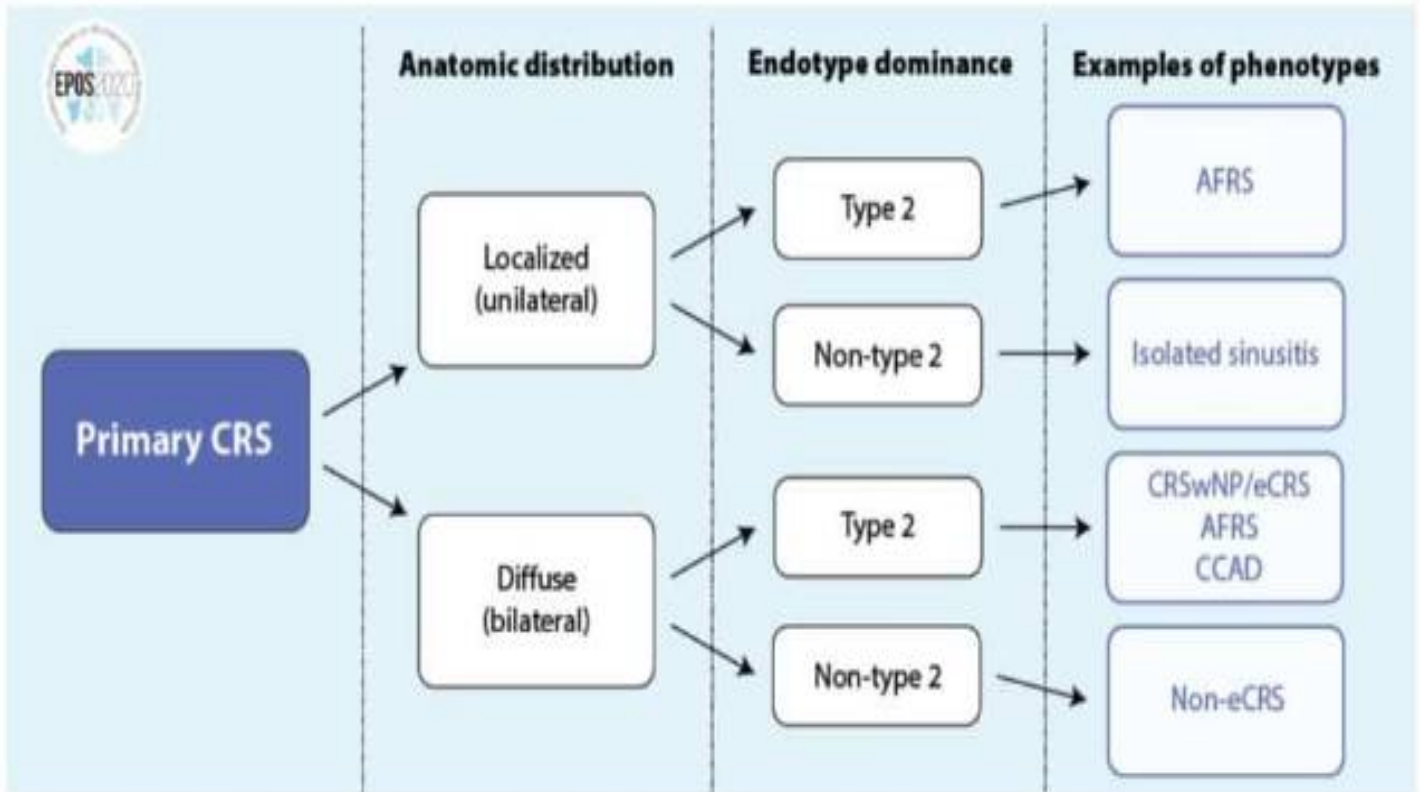 EPOS2020
Anatomic distribution
Endotype dominance
Examples of phenotypes
Primary CRS
Localized
(unilateral)
Diffuse
(bilateral)
Type 2
Non-type 2
Type 2
Non-type 2
AFRS
Isolated sinusitis
CRSwNP/eCRS
AFRS
CCAD
Non-eCRS